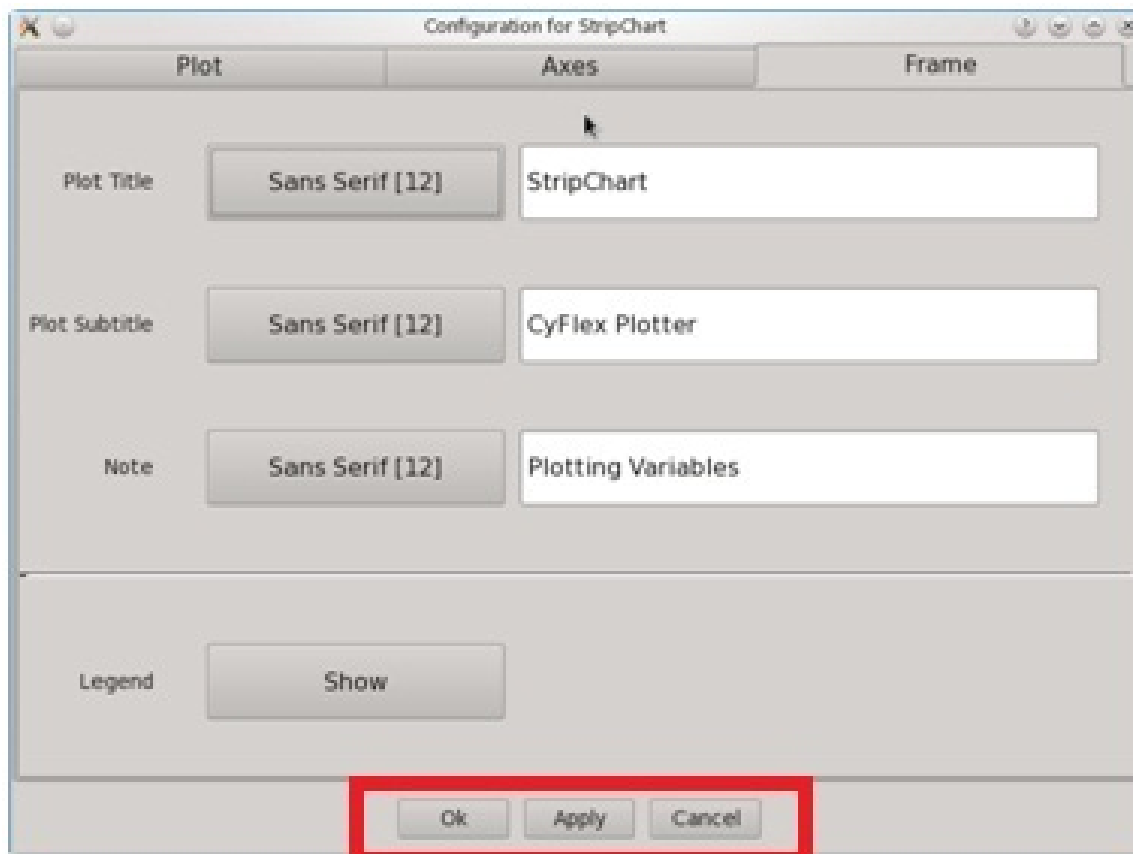 Configuration for StripChart
Plot Axes Frame
Plot Title Sans Serif [12] StripChart
Plot Subtitle Sans Serif [12] CyFlex Plotter
Note Sans Serif [12] Plotting Variables
Legend Show
Ok Apply Cancel